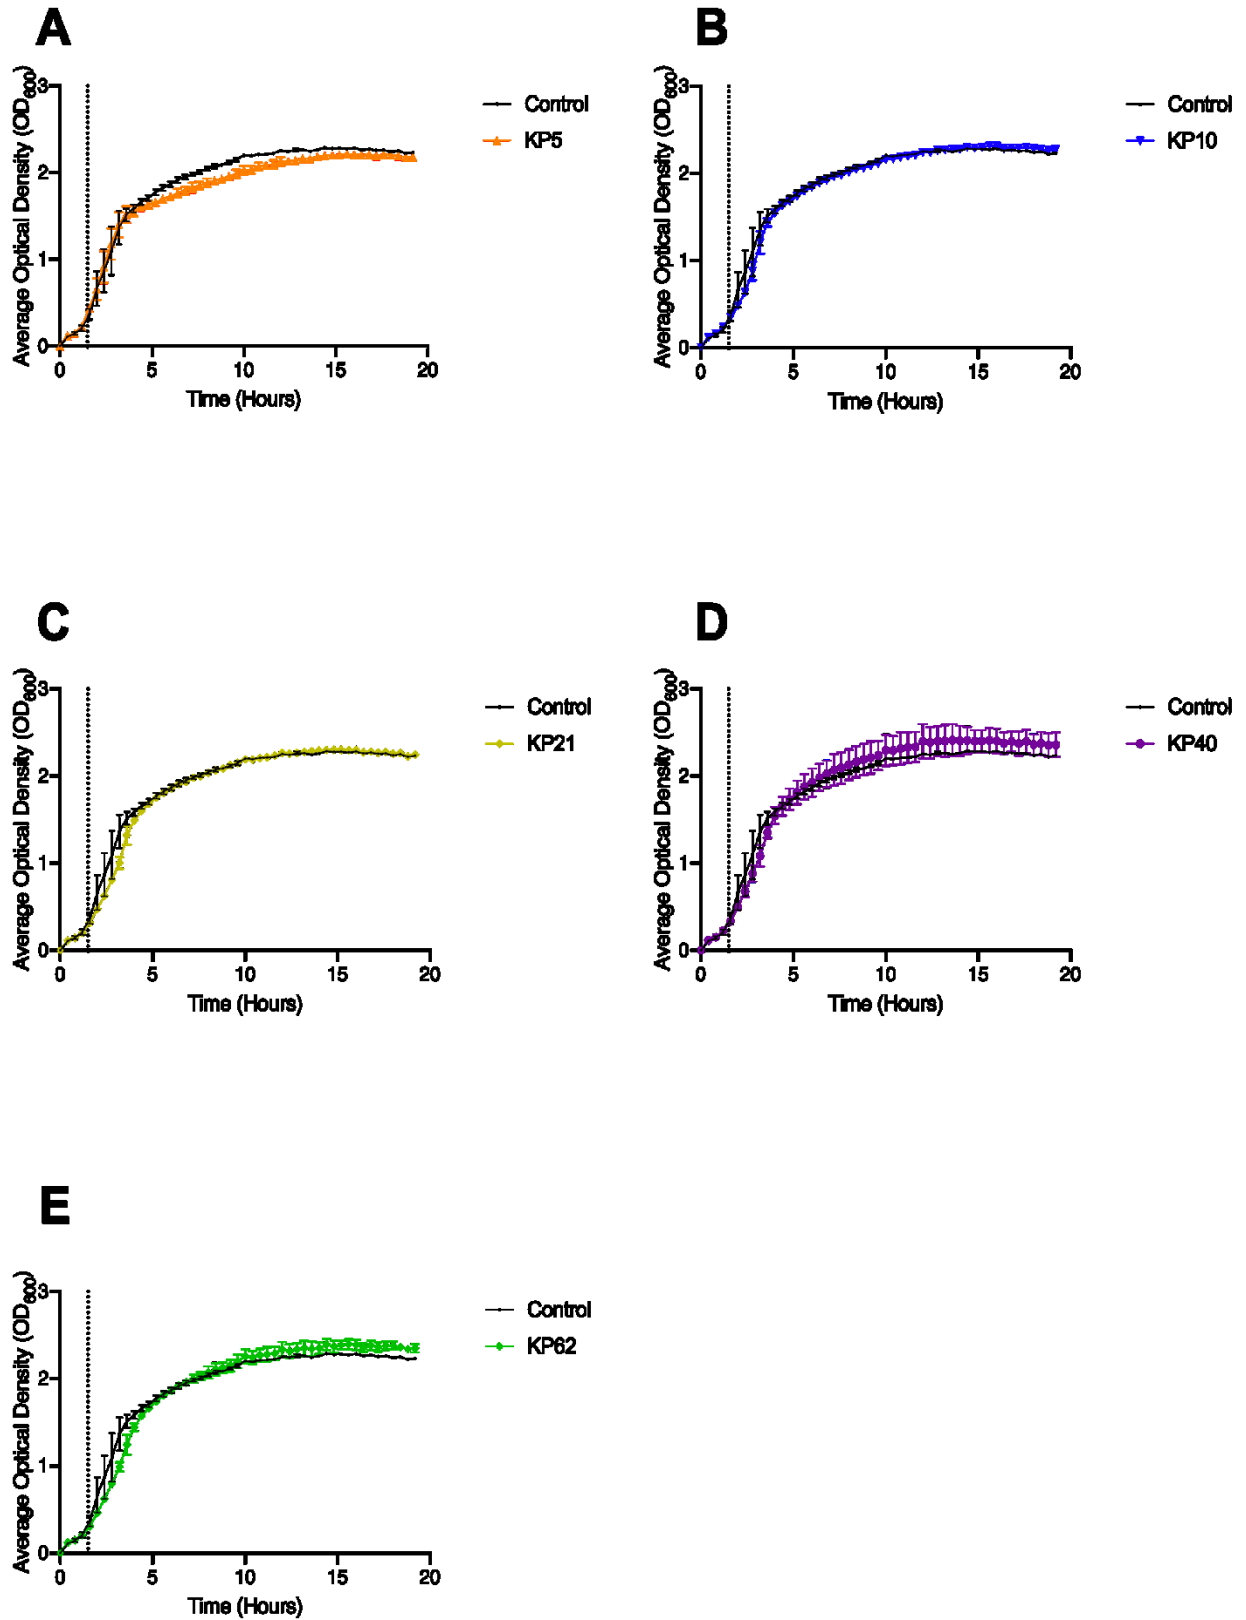 A
Average Optical Density (OD600)
3
2
1
0
0 5 10 15 20
Time (Hours)
Control
KP5
B
Average Optical Density (OD600)
3
2
1
0
0 5 10 15 20
Time (Hours)
Control
KP10
C
Average Optical Density (OD600)
3
2
1
0
0 5 10 15 20
Time (Hours)
Control
KP21
D
Average Optical Density (OD600)
3
2
1
0
0 5 10 15 20
Time (Hours)
Control
KP40
E
Average Optical Density (OD600)
3
2
1
0
0 5 10 15 20
Time (Hours)
Control
KP62